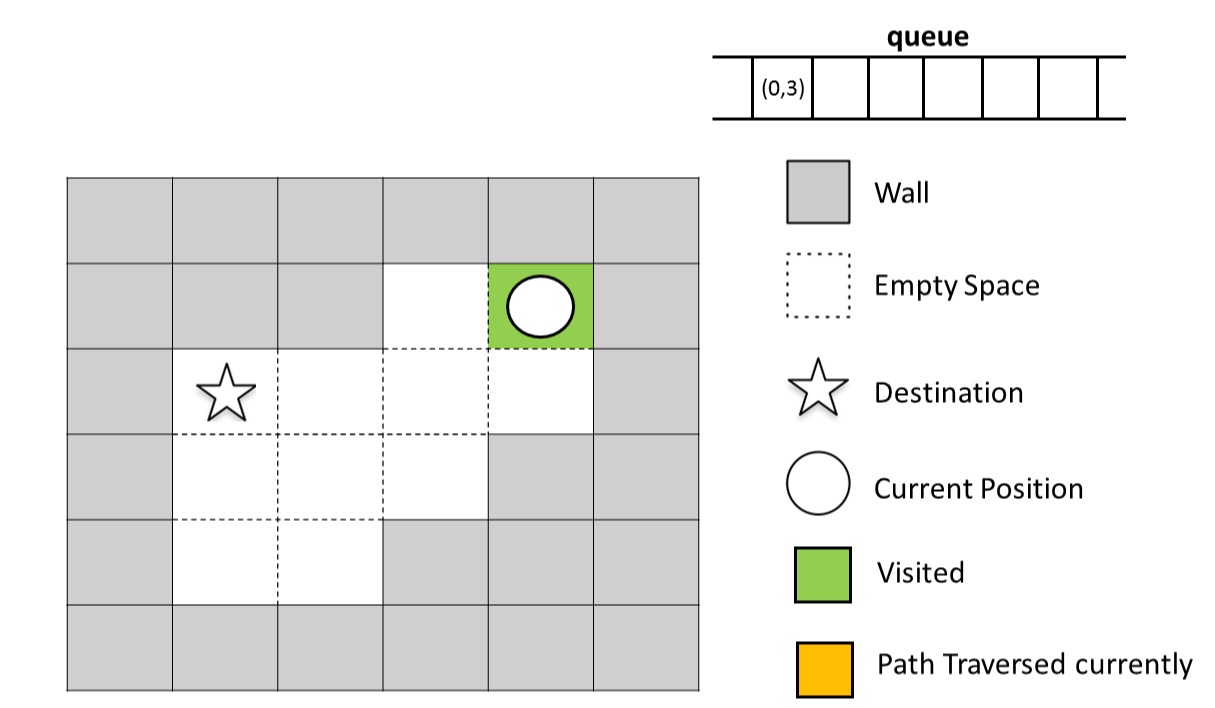 queue
(0,3)
Wall
Empty Space
Destination
Current Position
Visited
Path Traversed currently